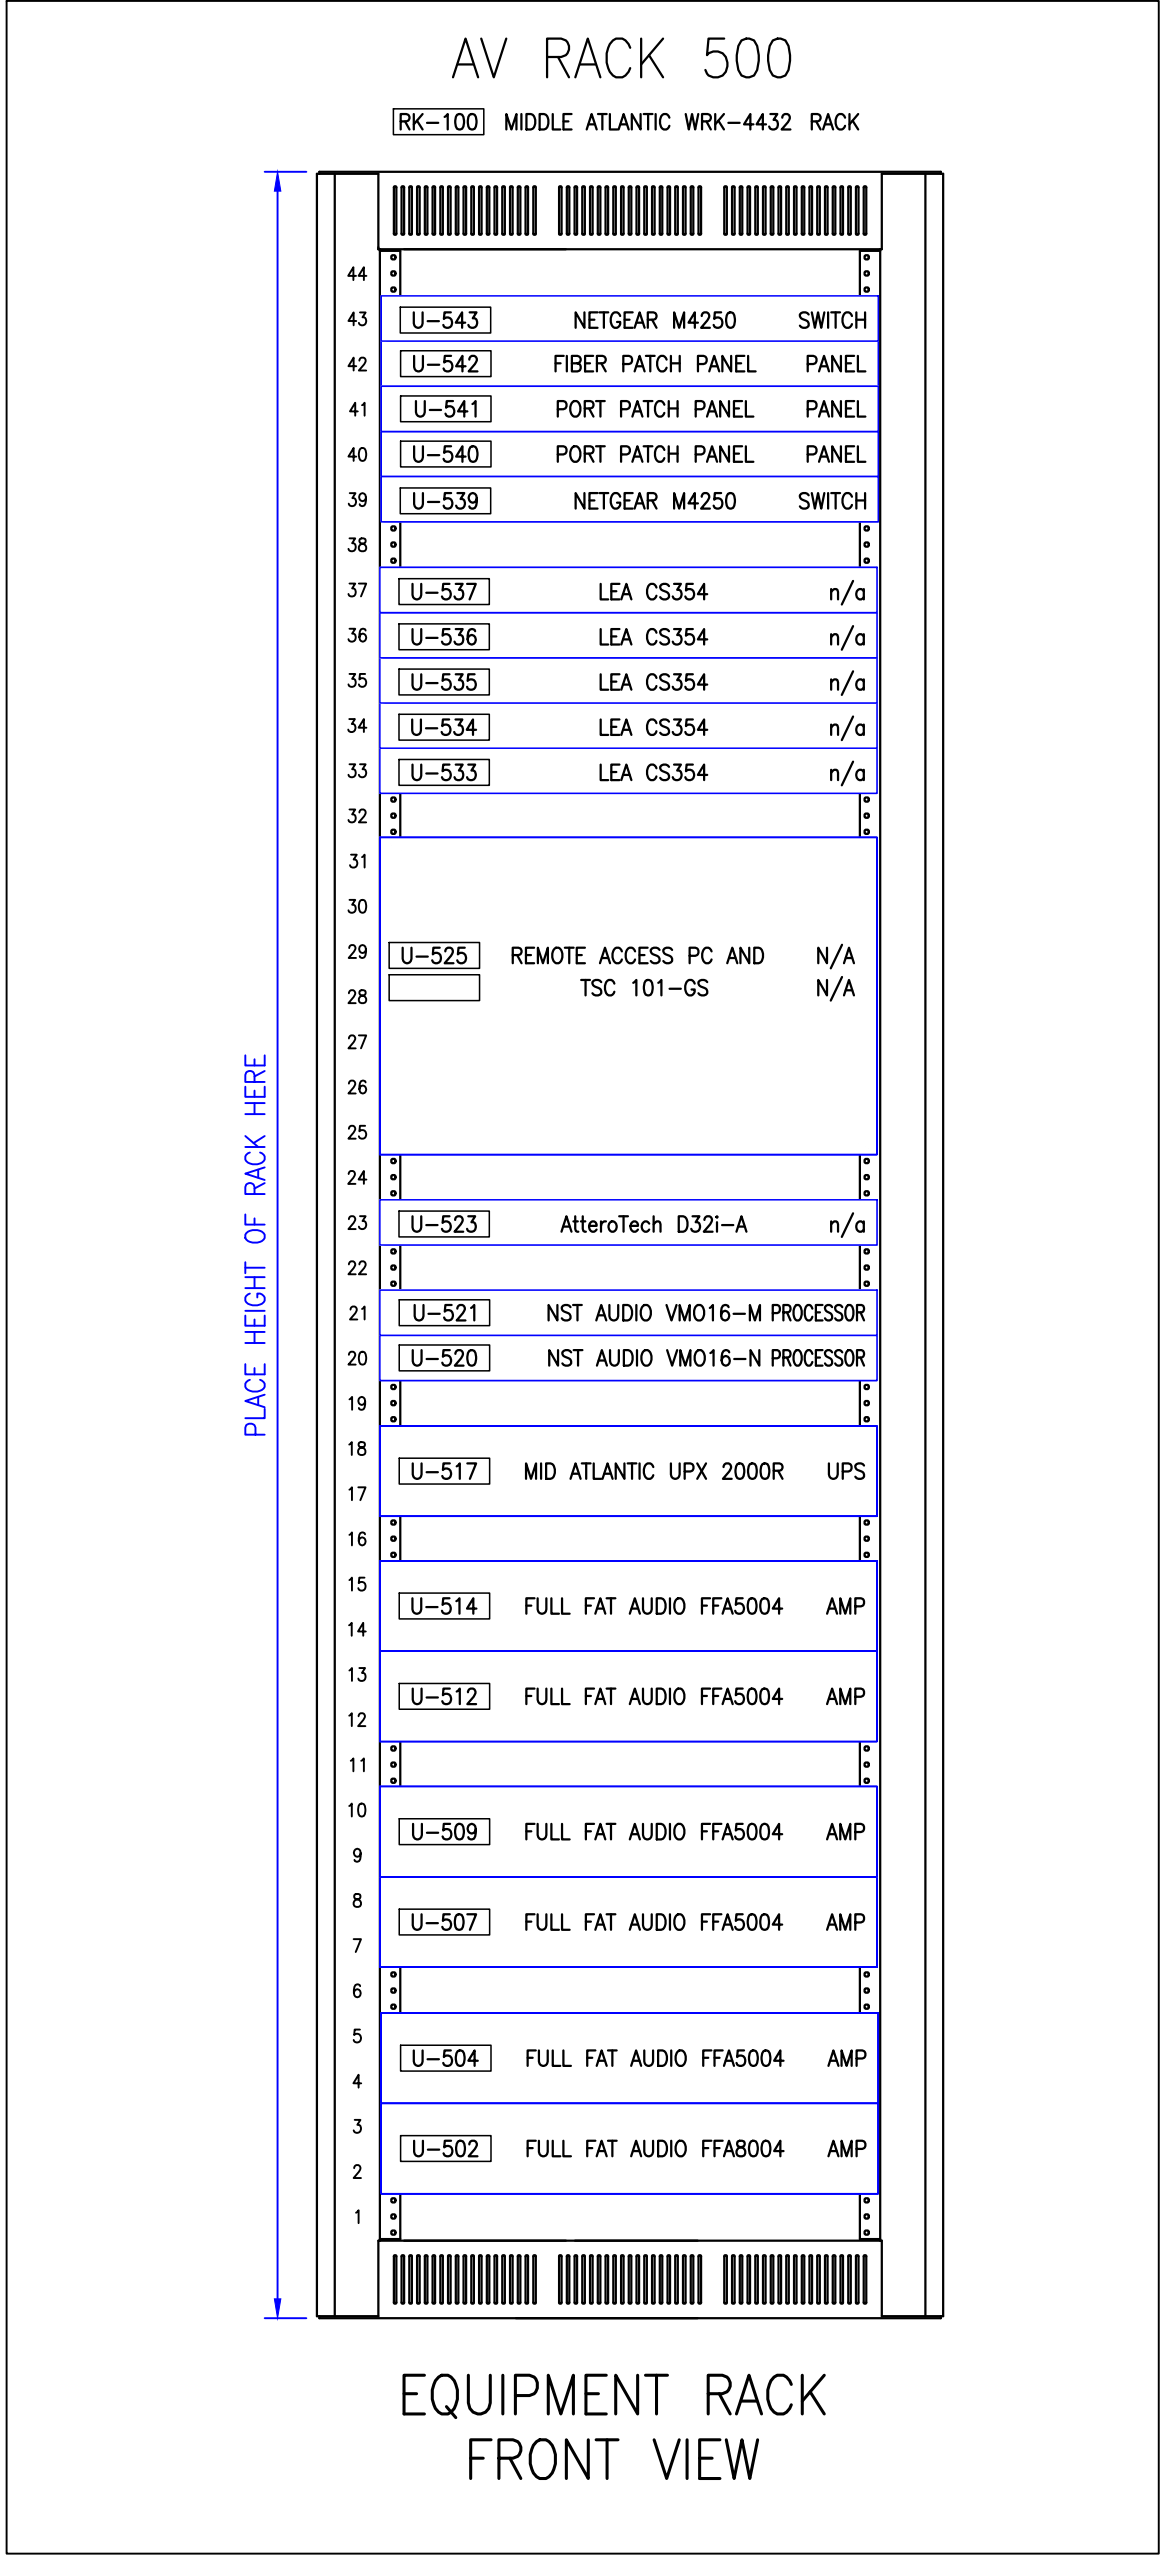 AV RACK 500
RK-100 MIDDLE ATLANTIC WRK-4432 RACK
44
43 U-543 NETGEAR M4250 SWITCH
42 U-542 FIBER PATCH PANEL PANEL
41 U-541 PORT PATCH PANEL PANEL
40 U-540 PORT PATCH PANEL PANEL
39 U-539 NETGEAR M4250 SWITCH
38
37 U-537 LEA CS354 n/a
36 U-536 LEA CS354 n/a
35 U-535 LEA CS354 n/a
34 U-534 LEA CS354 n/a
33 U-533 LEA CS354 n/a
32
31
30
29 U-525 REMOTE ACCESS PC AND N/A
28 TSC 101-GS N/A
27
26
25
24
23 U-523 AtteroTech D32i-A n/a
22
21 U-521 NST AUDIO VMO16-M PROCESSOR
20 U-520 NST AUDIO VMO16-N PROCESSOR
19
18
U-517 MID ATLANTIC UPX 2000R UPS
17
16
15
U-514 FULL FAT AUDIO FFA5004 AMP
14
13
U-512 FULL FAT AUDIO FFA5004 AMP
12
11
10
U-509 FULL FAT AUDIO FFA5004 AMP
9
8
U-507 FULL FAT AUDIO FFA5004 AMP
7
6
5
U-504 FULL FAT AUDIO FFA5004 AMP
4
3
U-502 FULL FAT AUDIO FFA8004 AMP
2
1
PLACE HEIGHT OF RACK HERE
EQUIPMENT RACK
FRONT VIEW